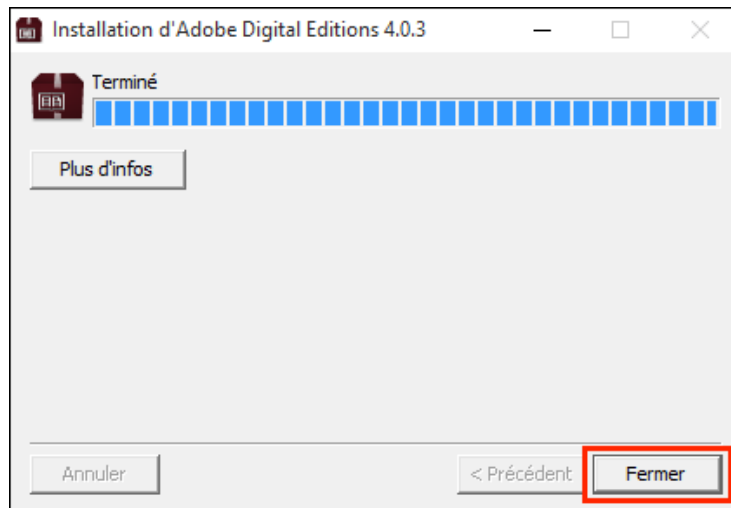 Installation d'Adobe Digital Editions 4.0.3
Terminé
Plus d'infos
Annuler
< Précédent
Fermer